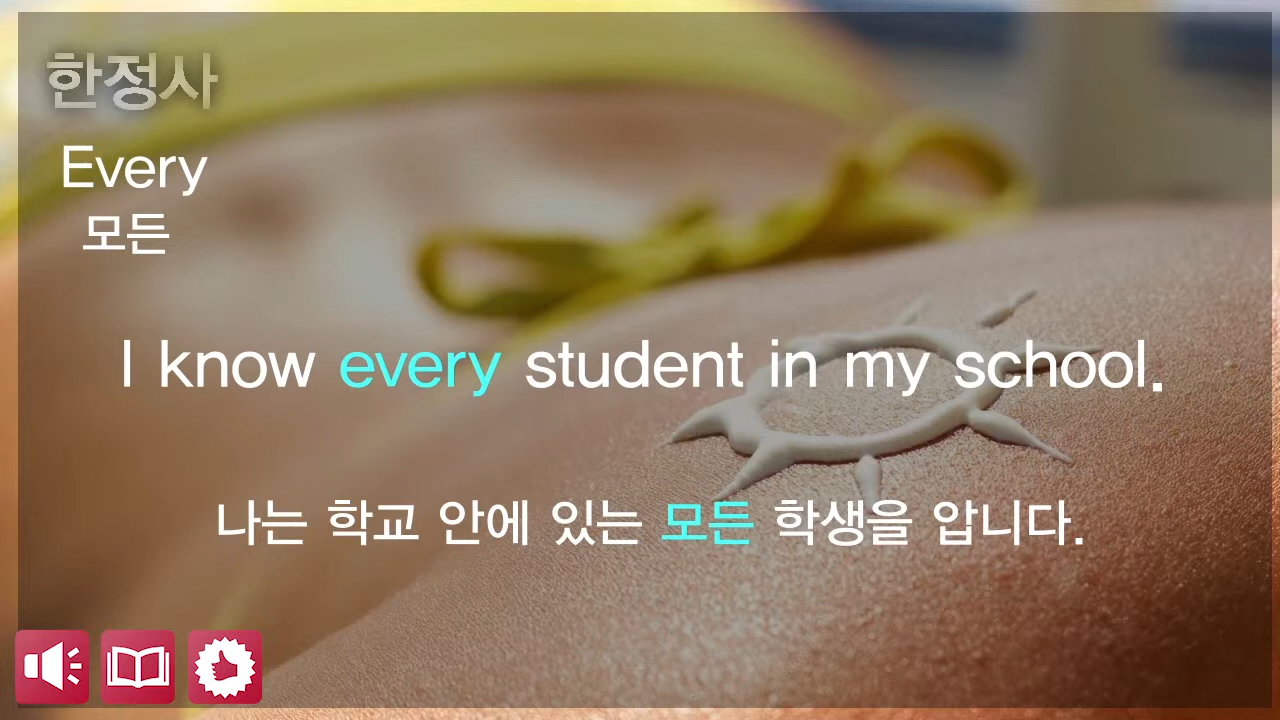 한정사
Every
모든
I know every student in my school.
나는 학교 안에 있는 모든 학생을 압니다.